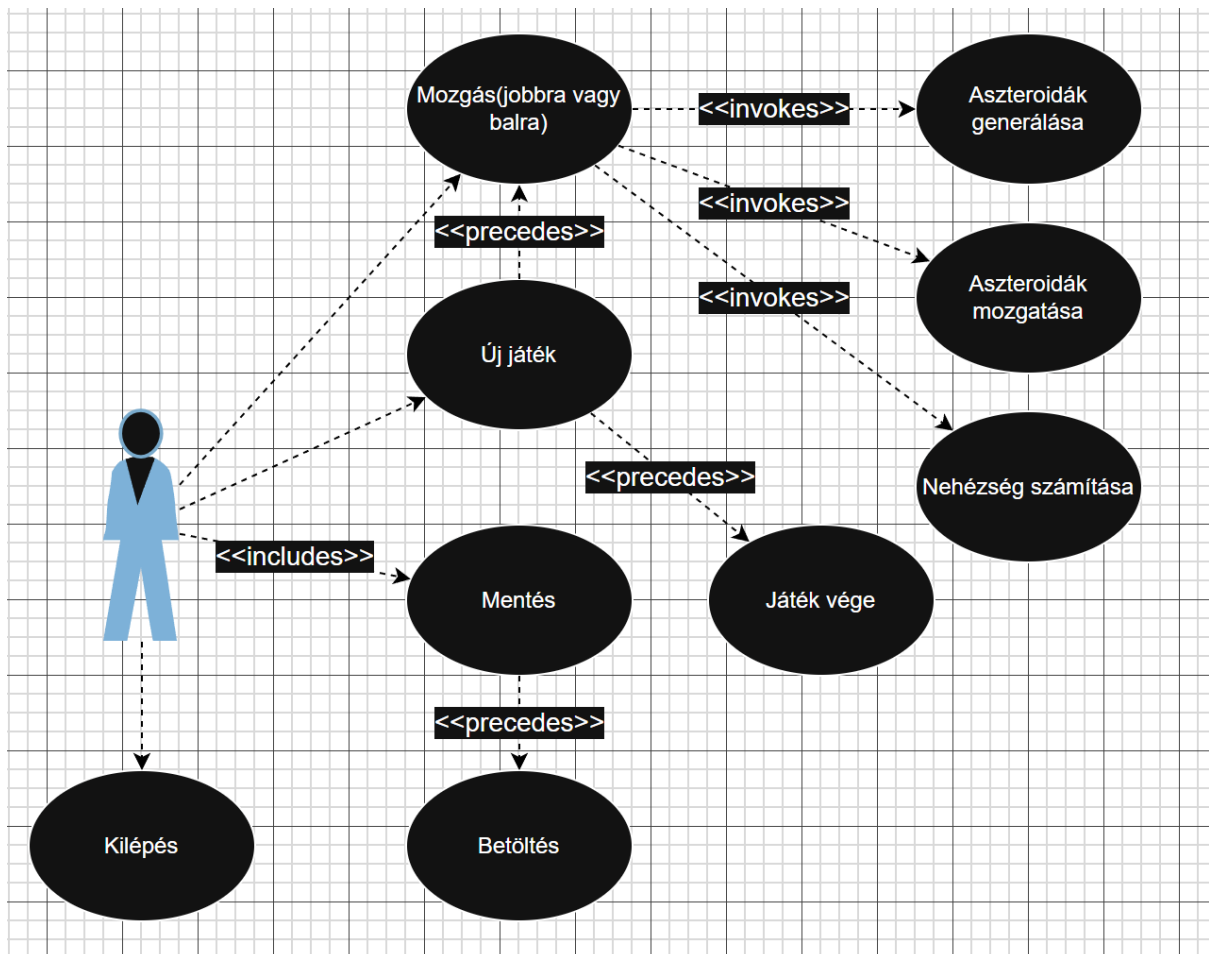 Mozgás(jobbra vagy
balra)
<<invokes>>
Aszteroidák
generálása
<<invokes>>
<<precedes>>
Aszteroidák
mozgatása
<<invokes>>
Új játék
<<precedes>>
Nehézség számítása
<<includes>>
Mentés
Játék vége
<<precedes>>
Kilépés
Betöltés